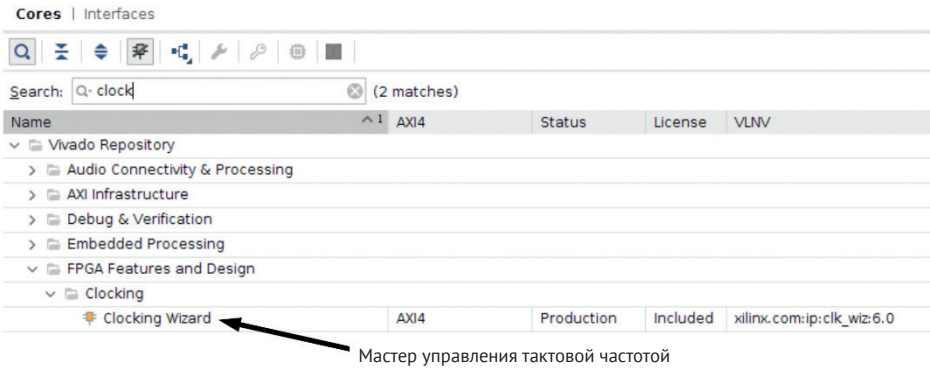 Cores | Interfaces
Search: clock (2 matches)
Name 1 AXI4 Status License VLNV
Vivado Repository
Audio Connectivity & Processing
AXI Infrastructure
Debug & Verification
Embedded Processing
FPGA Features and Design
Clocking
Clocking Wizard AXI4 Production Included xilinx.com:ip:clk_wiz:6.0
Мастер управления тактовой частотой